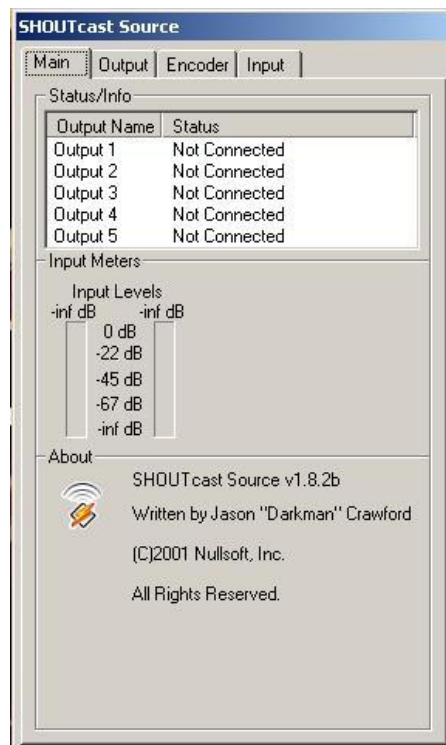 SHOUTcast Source
Main Output Encoder Input
Status/Info
Output Name Status
Output 1 Not Connected
Output 2 Not Connected
Output 3 Not Connected
Output 4 Not Connected
Output 5 Not Connected
Input Meters
Input Levels
-inf dB -inf dB
0 dB
-22 dB
-45 dB
-67 dB
-inf dB
About
SHOUTcast Source v1.8.2b
Written by Jason "Darkman" Crawford
(C)2001 Nullsoft, Inc.
All Rights Reserved.